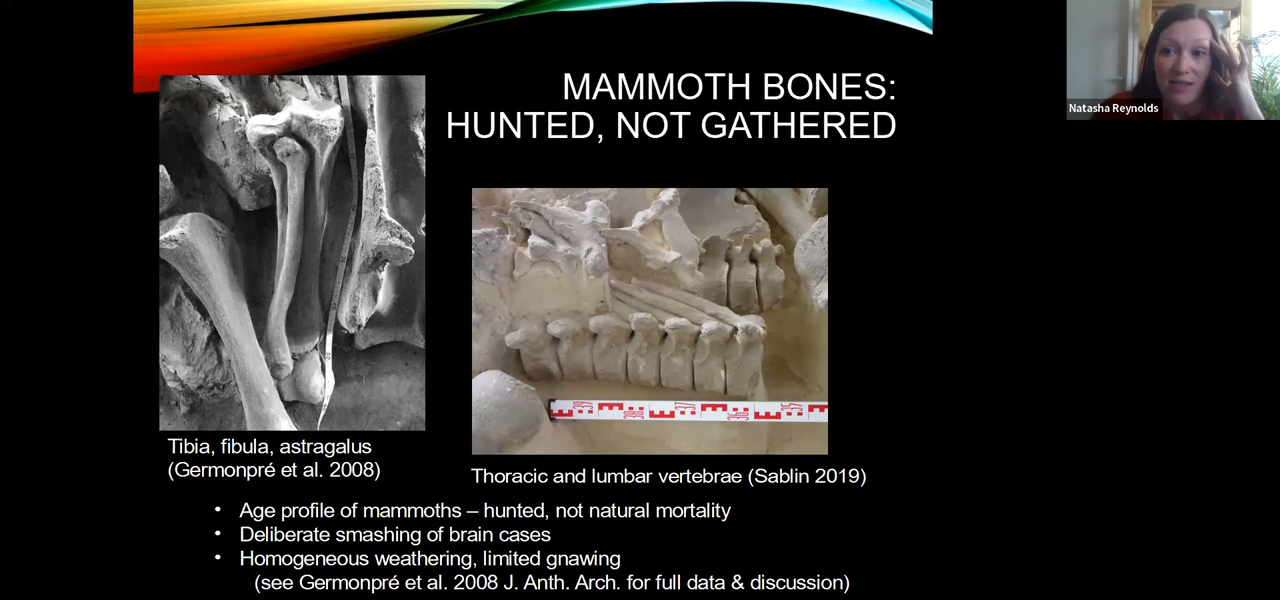 MAMMOTH BONES:
HUNTED, NOT GATHERED
Natasha Reynolds
Tibia, fibula, astragalus
(Germonpré et al. 2008)
Thoracic and lumbar vertebrae (Sablin 2019)
• Age profile of mammoths – hunted, not natural mortality
• Deliberate smashing of brain cases
• Homogeneous weathering, limited gnawing
(see Germonpré et al. 2008 J. Anth. Arch. for full data & discussion)